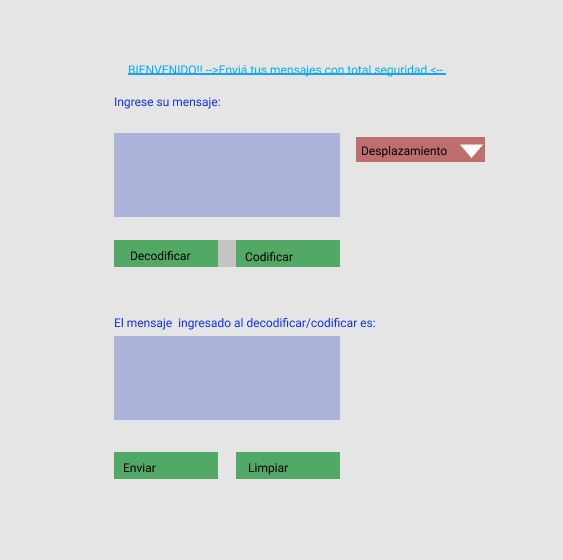 BIENVENIDO!! -->Enviá tus mensajes con total seguridad <--
Ingrese su mensaje:
Desplazamiento
Decodificar
Codificar
El mensaje  ingresado al decodificar/codificar es:
Enviar
Limpiar